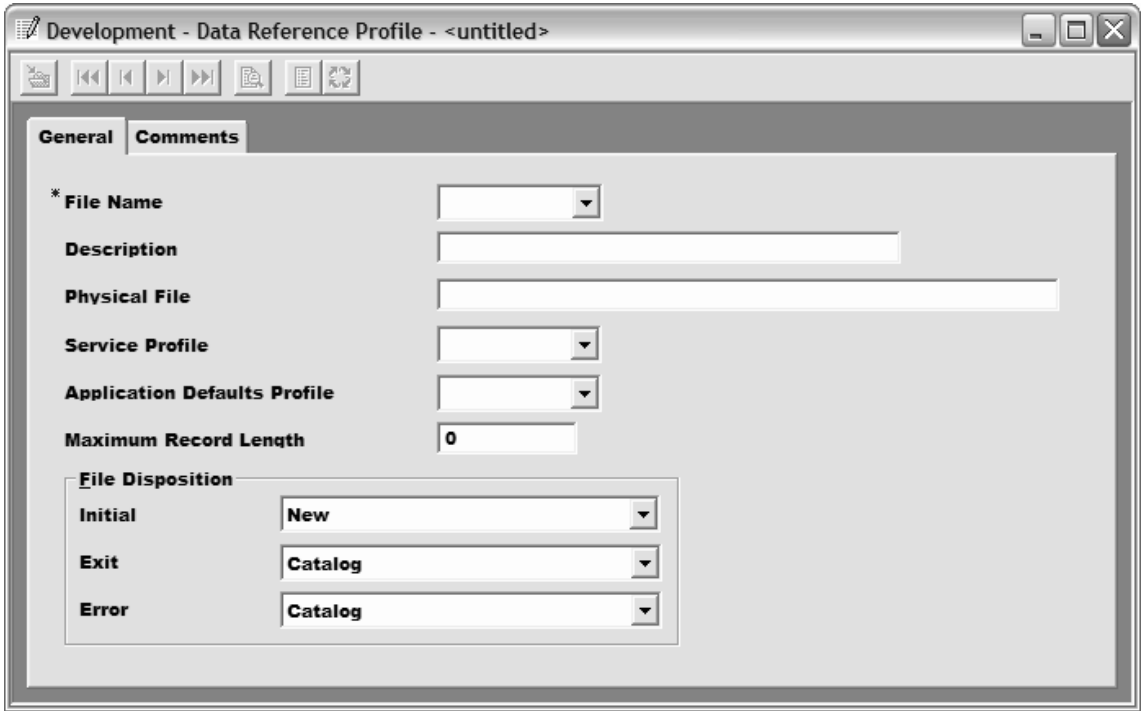 Development - Data Reference Profile - <untitled>
General Comments
* File Name
Description
Physical File
Service Profile
Application Defaults Profile
Maximum Record Length 0
File Disposition
Initial New
Exit Catalog
Error Catalog